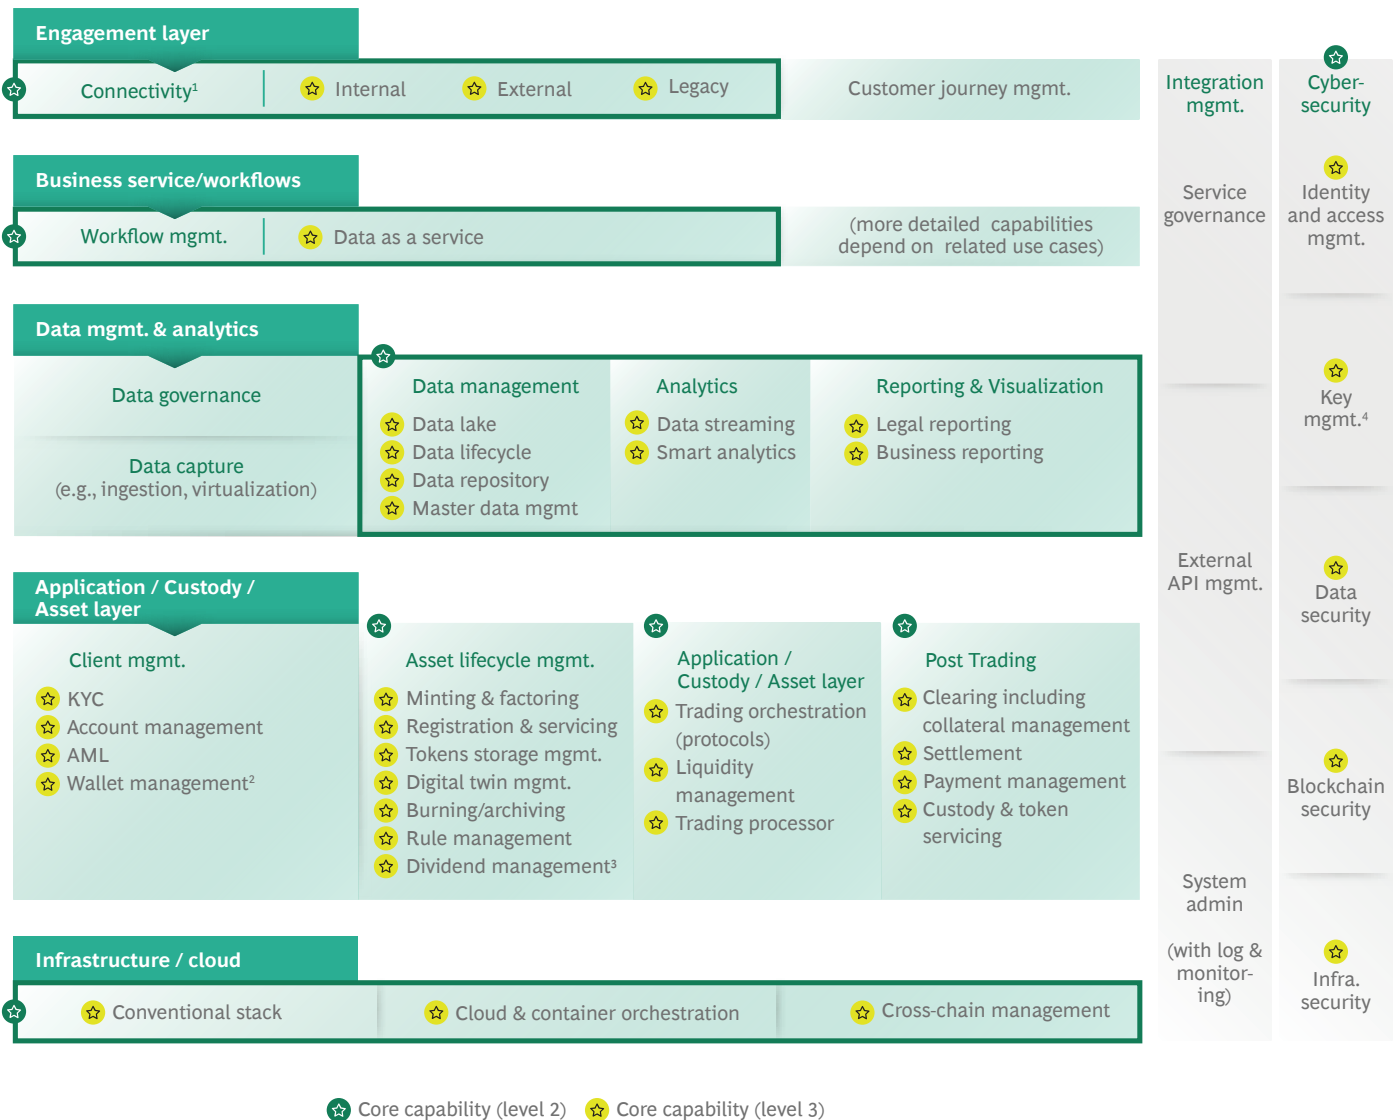 Engagement layer
Connectivity¹
Internal
External
Legacy
Customer journey mgmt.
Business service/workflows
Workflow mgmt.
Data as a service
(more detailed capabilities
depend on related use cases)
Data mgmt. & analytics
Data governance
Data capture
(e.g., ingestion, virtualization)
Data management
Data lake
Data lifecycle
Data repository
Master data mgmt
Analytics
Data streaming
Smart analytics
Reporting & Visualization
Legal reporting
Business reporting
Application / Custody /
Asset layer
Client mgmt.
KYC
Account management
AML
Wallet management²
Asset lifecycle mgmt.
Minting & factoring
Registration & servicing
Tokens storage mgmt.
Digital twin mgmt.
Burning/archiving
Rule management
Dividend management³
Application /
Custody / Asset layer
Trading orchestration
(protocols)
Liquidity
management
Trading processor
Post Trading
Clearing including
collateral management
Settlement
Payment management
Custody & token
servicing
Infrastructure / cloud
Conventional stack
Cloud & container orchestration
Cross-chain management
Integration
mgmt.
Service
governance
External
API mgmt.
System
admin
(with log &
monitor-
ing)
Cyber-
security
Identity
and access
mgmt.
Key
mgmt.⁴
Data
security
Blockchain
security
Infra.
security
Core capability (level 2)
Core capability (level 3)